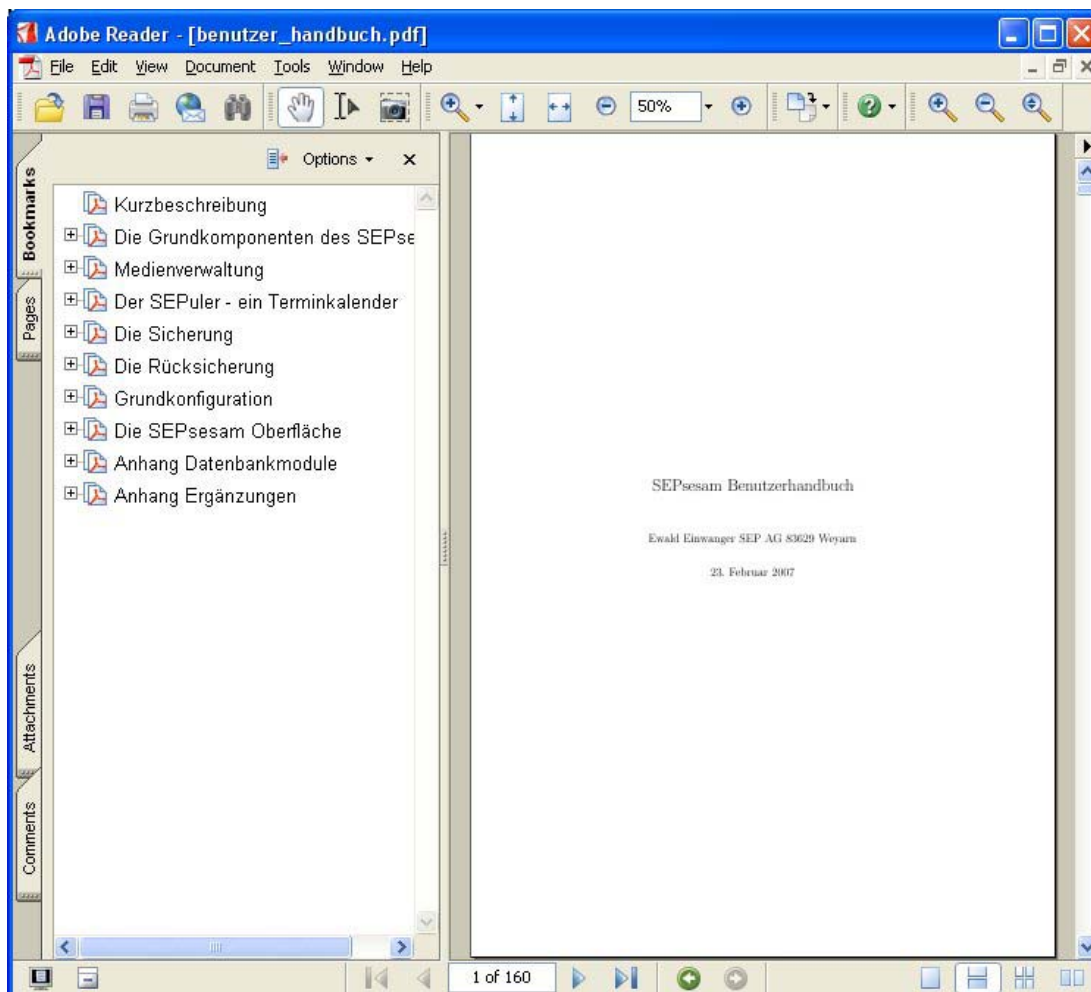 Adobe Reader - [benutzer_handbuch.pdf]
File Edit View Document Tools Window Help
50%
Options
Bookmarks
Pages
Attachments
Comments
Kurzbeschreibung
Die Grundkomponenten des SEPse
Medienverwaltung
Der SEPuler - ein Terminkalender
Die Sicherung
Die Rücksicherung
Grundkonfiguration
Die SEPsesam Oberfläche
Anhang Datenbankmodule
Anhang Ergänzungen
SEPsesam Benutzerhandbuch
Ewald Einwanger SEP AG 83629 Weyarn
23. Februar 2007
1 of 160